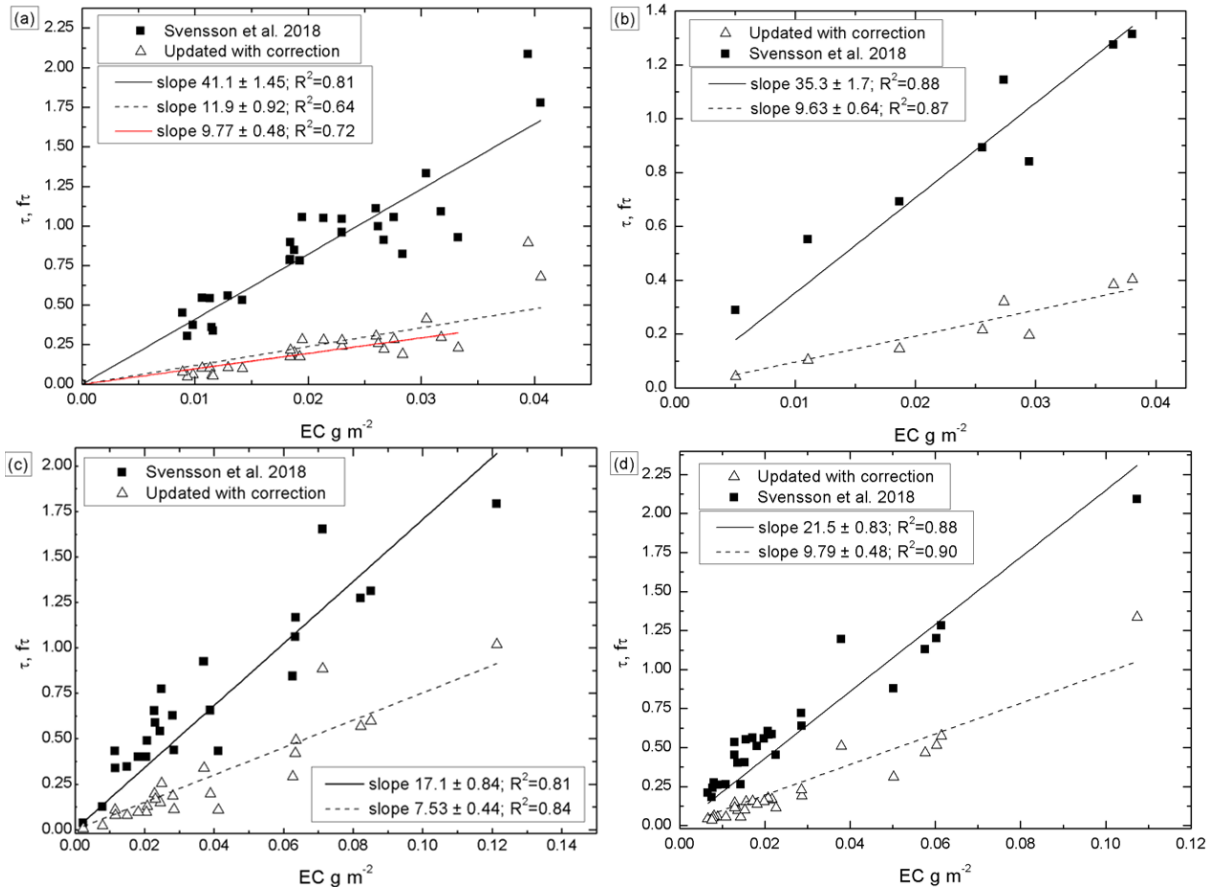 (a)
Svensson et al. 2018
Updated with correction
slope 41.1 ± 1.45; R²=0.81
slope 11.9 ± 0.92; R²=0.64
slope 9.77 ± 0.48; R²=0.72
τ, fτ
2.25
2.00
1.75
1.50
1.25
1.00
0.75
0.50
0.25
0.00
0.00 0.01 0.02 0.03 0.04
EC g m⁻²
(b)
Updated with correction
Svensson et al. 2018
slope 35.3 ± 1.7; R²=0.88
slope 9.63 ± 0.64; R²=0.87
τ, fτ
1.4
1.2
1.0
0.8
0.6
0.4
0.2
0.0
0.00 0.01 0.02 0.03 0.04
EC g m⁻²
(c)
Svensson et al. 2018
Updated with correction
slope 17.1 ± 0.84; R²=0.81
slope 7.53 ± 0.44; R²=0.84
τ, fτ
2.00
1.75
1.50
1.25
1.00
0.75
0.50
0.25
0.00
0.00 0.02 0.04 0.06 0.08 0.10 0.12 0.14
EC g m⁻²
(d)
Updated with correction
Svensson et al. 2018
slope 21.5 ± 0.83; R²=0.88
slope 9.79 ± 0.48; R²=0.90
τ, fτ
2.25
2.00
1.75
1.50
1.25
1.00
0.75
0.50
0.25
0.00
0.00 0.02 0.04 0.06 0.08 0.10 0.12
EC g m⁻²